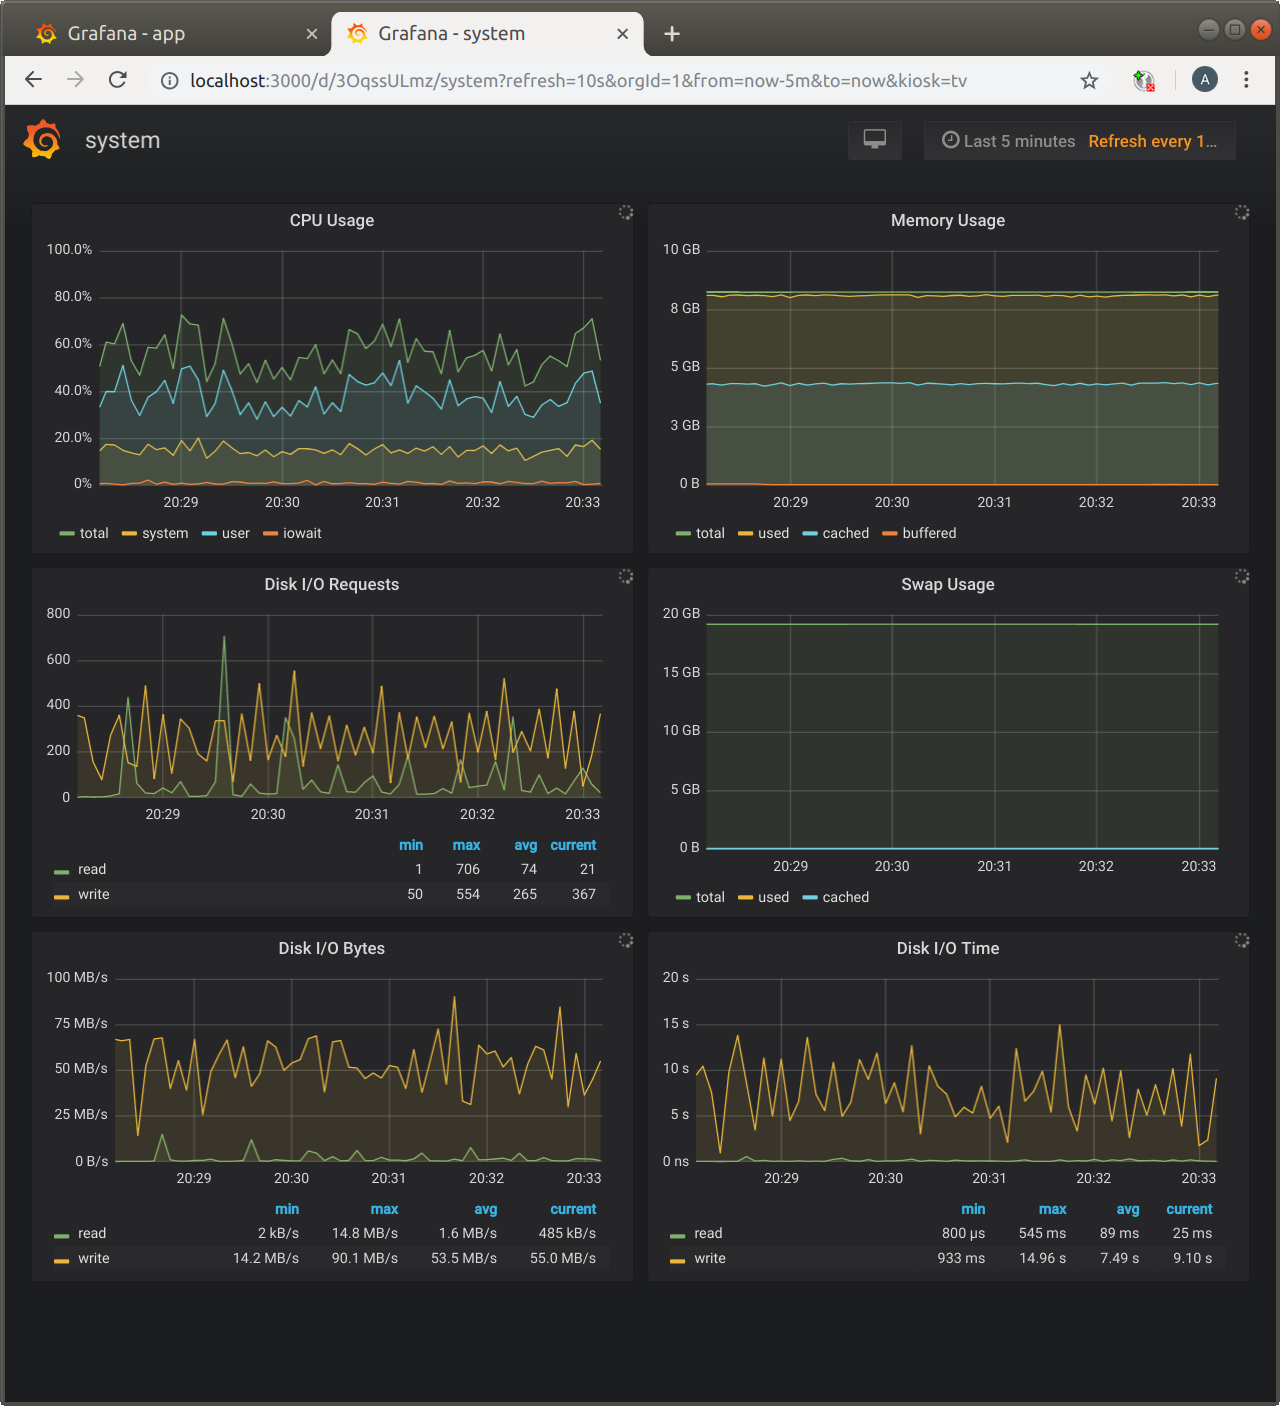 Grafana - app
Grafana - system
localhost:3000/d/3OqssULmz/system?refresh=10s&orgId=1&from=now-5m&to=now&kiosk=tv
A
system
Last 5 minutes Refresh every 1...
CPU Usage
100.0%
80.0%
60.0%
40.0%
20.0%
0%
20:29 20:30 20:31 20:32 20:33
total system user iowait
Memory Usage
10 GB
8 GB
5 GB
3 GB
0 B
20:29 20:30 20:31 20:32 20:33
total used cached buffered
Disk I/O Requests
800
600
400
200
0
20:29 20:30 20:31 20:32 20:33
min max avg current
read 1 706 74 21
write 50 554 265 367
Swap Usage
20 GB
15 GB
10 GB
5 GB
0 B
20:29 20:30 20:31 20:32 20:33
total used cached
Disk I/O Bytes
100 MB/s
75 MB/s
50 MB/s
25 MB/s
0 B/s
20:29 20:30 20:31 20:32 20:33
min max avg current
read 2 kB/s 14.8 MB/s 1.6 MB/s 485 kB/s
write 14.2 MB/s 90.1 MB/s 53.5 MB/s 55.0 MB/s
Disk I/O Time
20 s
15 s
10 s
5 s
0 ns
20:29 20:30 20:31 20:32 20:33
min max avg current
read 800 µs 545 ms 89 ms 25 ms
write 933 ms 14.96 s 7.49 s 9.10 s